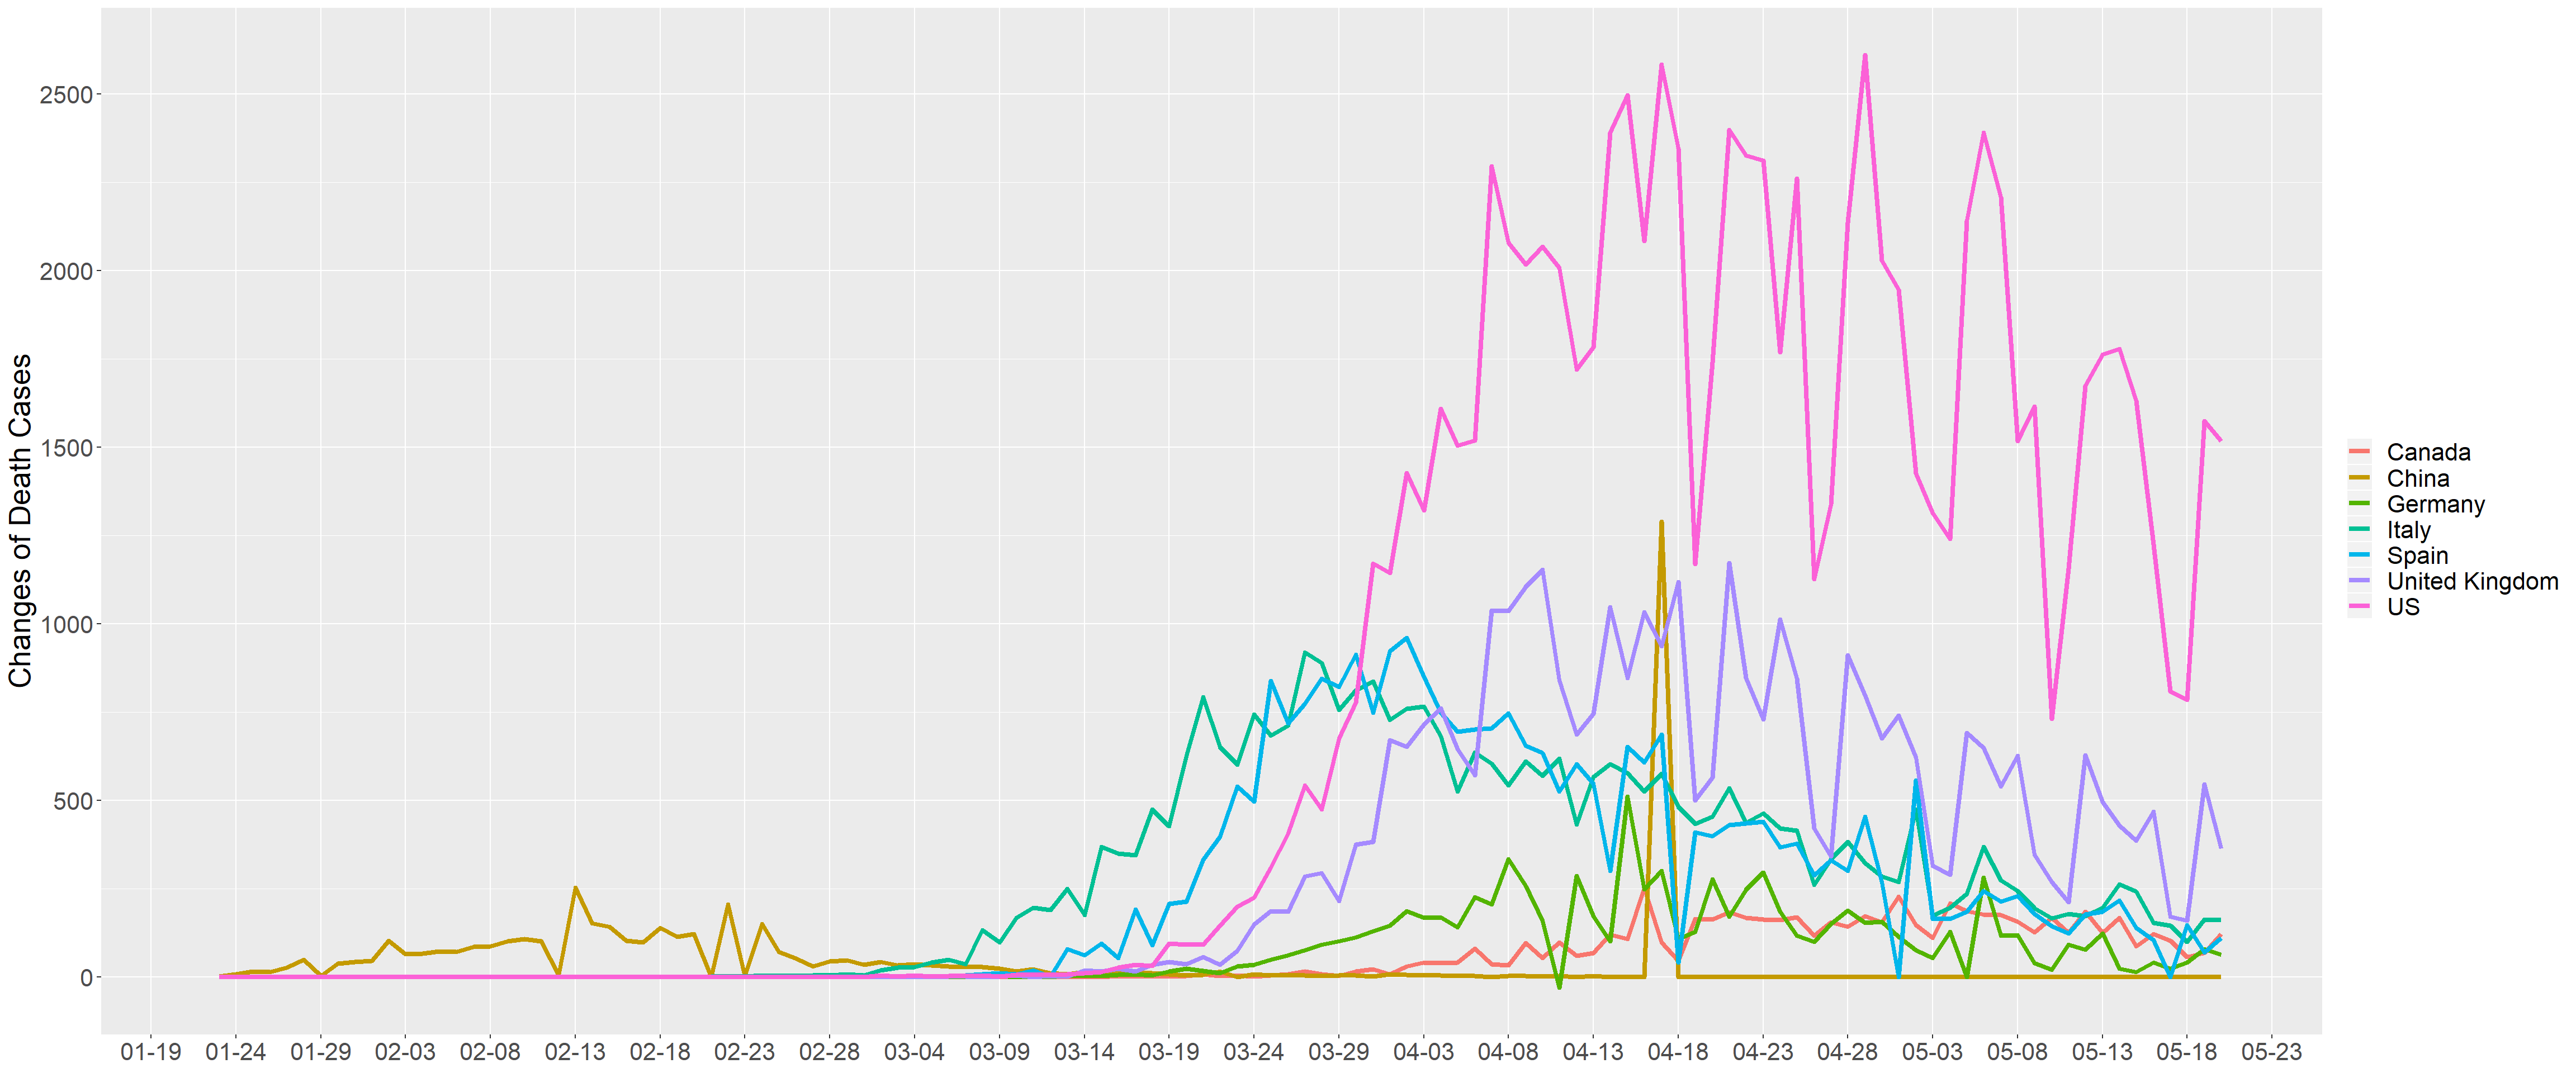 Changes of Death Cases
2500
2000
1500
1000
500
0
01-19 01-24 01-29 02-03 02-08 02-13 02-18 02-23 02-28 03-04 03-09 03-14 03-19 03-24 03-29 04-03 04-08 04-13 04-18 04-23 04-28 05-03 05-08 05-13 05-18 05-23
Canada
China
Germany
Italy
Spain
United Kingdom
US